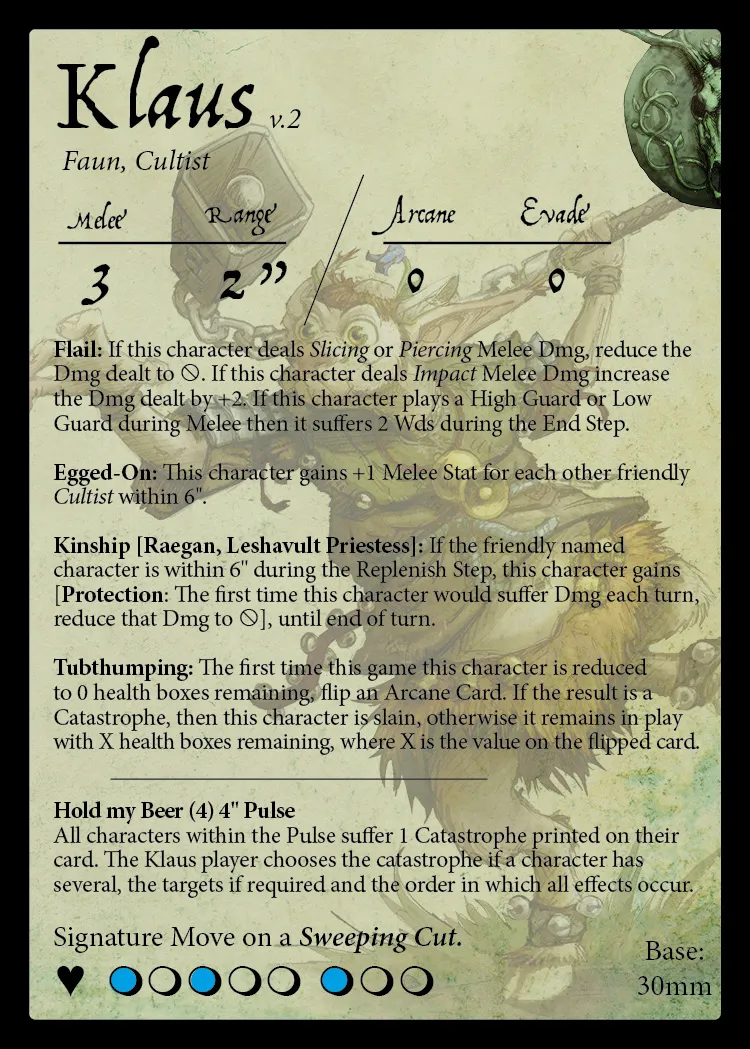 Klaus v.2
Faun, Cultist
Melee Range Arcane Evade
3 2" 0 0
Flail: If this character deals Slicing or Piercing Melee Dmg, reduce the
Dmg dealt to ⃠. If this character deals Impact Melee Dmg increase
the Dmg dealt by +2. If this character plays a High Guard or Low
Guard during Melee then it suffers 2 Wds during the End Step.
Egged-On: This character gains +1 Melee Stat for each other friendly
Cultist within 6".
Kinship [Raegan, Leshavult Priestess]: If the friendly named
character is within 6" during the Replenish Step, this character gains
[Protection: The first time this character would suffer Dmg each turn,
reduce that Dmg to ⃠], until end of turn.
Tubthumping: The first time this game this character is reduced
to 0 health boxes remaining, flip an Arcane Card. If the result is a
Catastrophe, then this character is slain, otherwise it remains in play
with X health boxes remaining, where X is the value on the flipped card.
Hold my Beer (4) 4" Pulse
All characters within the Pulse suffer 1 Catastrophe printed on their
card. The Klaus player chooses the catastrophe if a character has
several, the targets if required and the order in which all effects occur.
Signature Move on a Sweeping Cut.
Base:
30mm